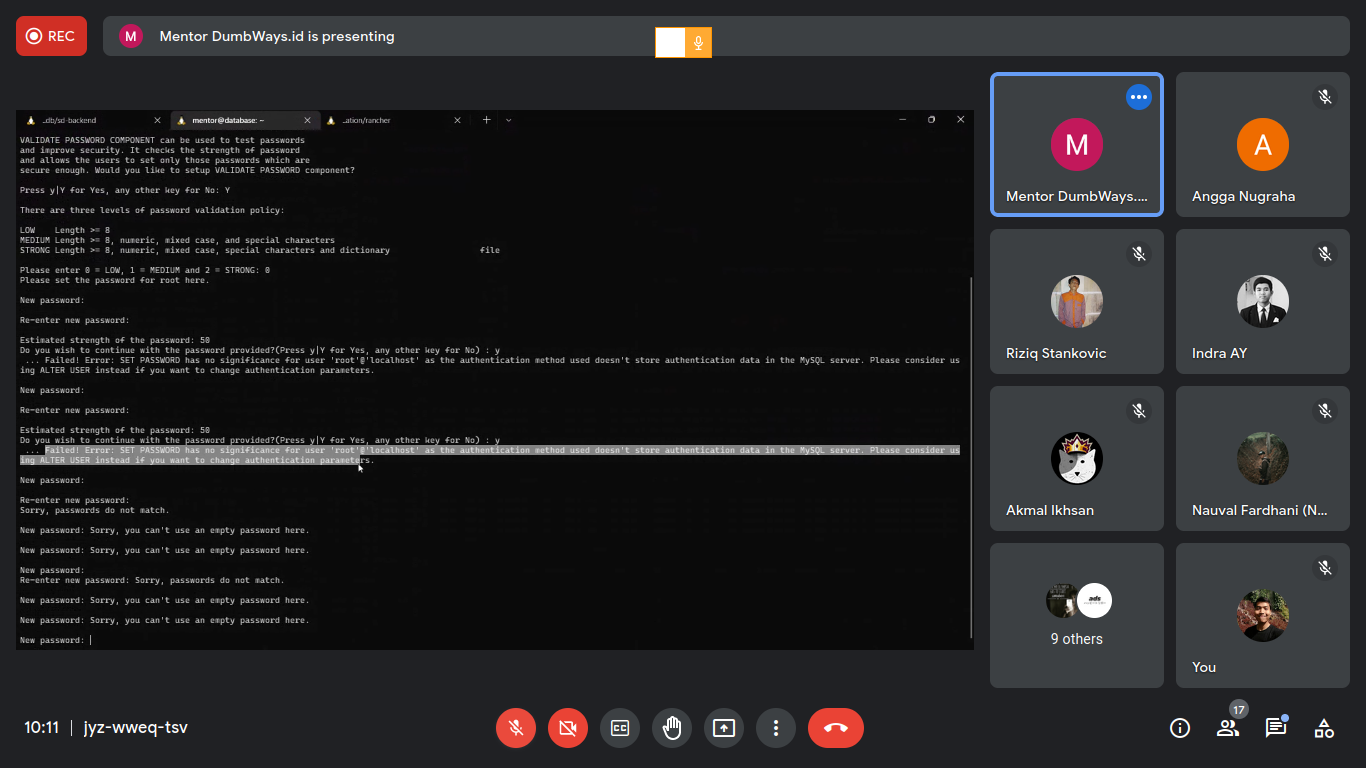 REC
M
Mentor DumbWays.id is presenting
_db/sci-backend
mentor@database: ~
_ation/rancher
VALIDATE PASSWORD COMPONENT can be used to test passwords
and improve security. It checks the strength of password
and allows the users to set only those passwords which are
secure enough. Would you like to setup VALIDATE PASSWORD component?
Press y|Y for Yes, any other key for No: Y
There are three levels of password validation policy:
LOW    Length >= 8
MEDIUM Length >= 8, numeric, mixed case, and special characters
STRONG Length >= 8, numeric, mixed case, special characters and dictionary                  file
Please enter 0 = LOW, 1 = MEDIUM and 2 = STRONG: 0
Please set the password for root here.
New password:
Re-enter new password:
Estimated strength of the password: 50
Do you wish to continue with the password provided?(Press y|Y for Yes, any other key for No) : y
 ... Failed! Error: SET PASSWORD has no significance for user 'root'@'localhost' as the authentication method used doesn't store authentication data in the MySQL server. Please consider us
ing ALTER USER instead if you want to change authentication parameters.
New password:
Re-enter new password:
Estimated strength of the password: 50
Do you wish to continue with the password provided?(Press y|Y for Yes, any other key for No) : y
 ... Failed! Error: SET PASSWORD has no significance for user 'root'@'localhost' as the authentication method used doesn't store authentication data in the MySQL server. Please consider us
ing ALTER USER instead if you want to change authentication parameters.
New password:
Re-enter new password:
Sorry, passwords do not match.
New password: Sorry, you can't use an empty password here.
New password: Sorry, you can't use an empty password here.
New password:
Re-enter new password: Sorry, passwords do not match.
New password: Sorry, you can't use an empty password here.
New password: Sorry, you can't use an empty password here.
New password:
M
Mentor DumbWays....
A
Angga Nugraha
Riziq Stankovic
Indra AY
Akmal Ikhsan
Nauval Fardhani (N...
ads
9 others
You
10:11 | jyz-wweq-tsv
CC
17